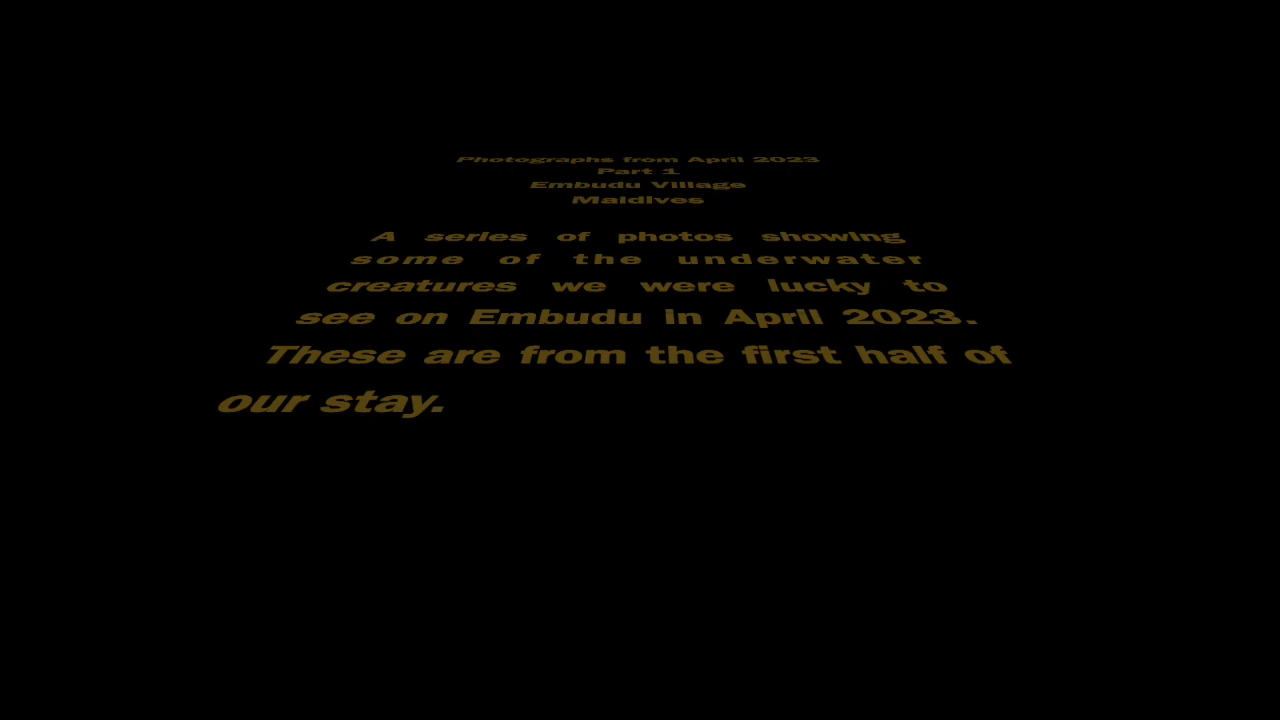 Photographs from April 2023
Part 1
Embudu Village
Maldives
A series of photos showing
some of the underwater
creatures we were lucky to
see on Embudu in April 2023.
These are from the first half of
our stay.